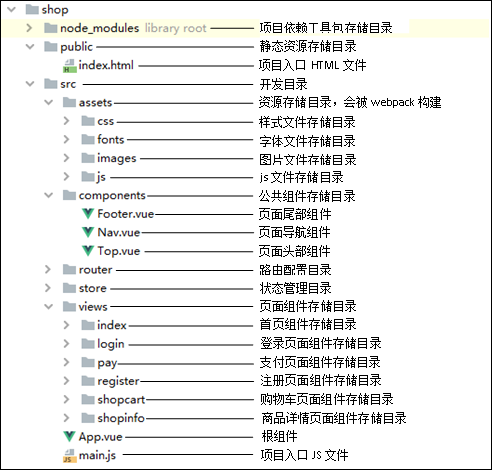 shop
node_modules library root 项目依赖工具包存储目录
public 静态资源存储目录
index.html 项目入口 HTML 文件
src 开发目录
assets 资源存储目录，会被 webpack 构建
css 样式文件存储目录
fonts 字体文件存储目录
images 图片文件存储目录
js js 文件存储目录
components 公共组件存储目录
Footer.vue 页面尾部组件
Nav.vue 页面导航组件
Top.vue 页面头部组件
router 路由配置目录
store 状态管理目录
views 页面组件存储目录
index 首页组件存储目录
login 登录页面组件存储目录
pay 支付页面组件存储目录
register 注册页面组件存储目录
shopcart 购物车页面组件存储目录
shopinfo 商品详情页面组件存储目录
App.vue 根组件
main.js 项目入口 JS 文件